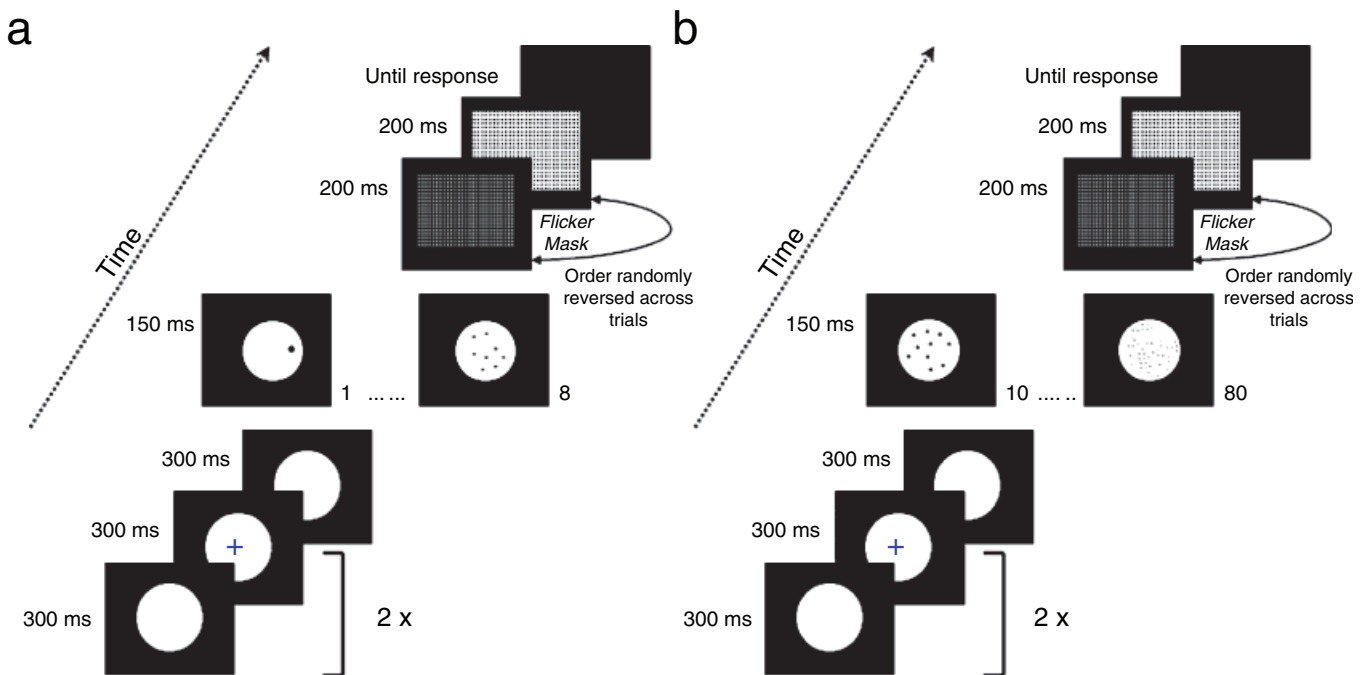 a
Until response
200 ms
200 ms
Flicker
Mask
Order randomly
reversed across
trials
Time
150 ms
1 ... ... 8
300 ms
300 ms
300 ms
2 x
b
Until response
200 ms
200 ms
Flicker
Mask
Order randomly
reversed across
trials
Time
150 ms
10 .... .. 80
300 ms
300 ms
300 ms
2 x